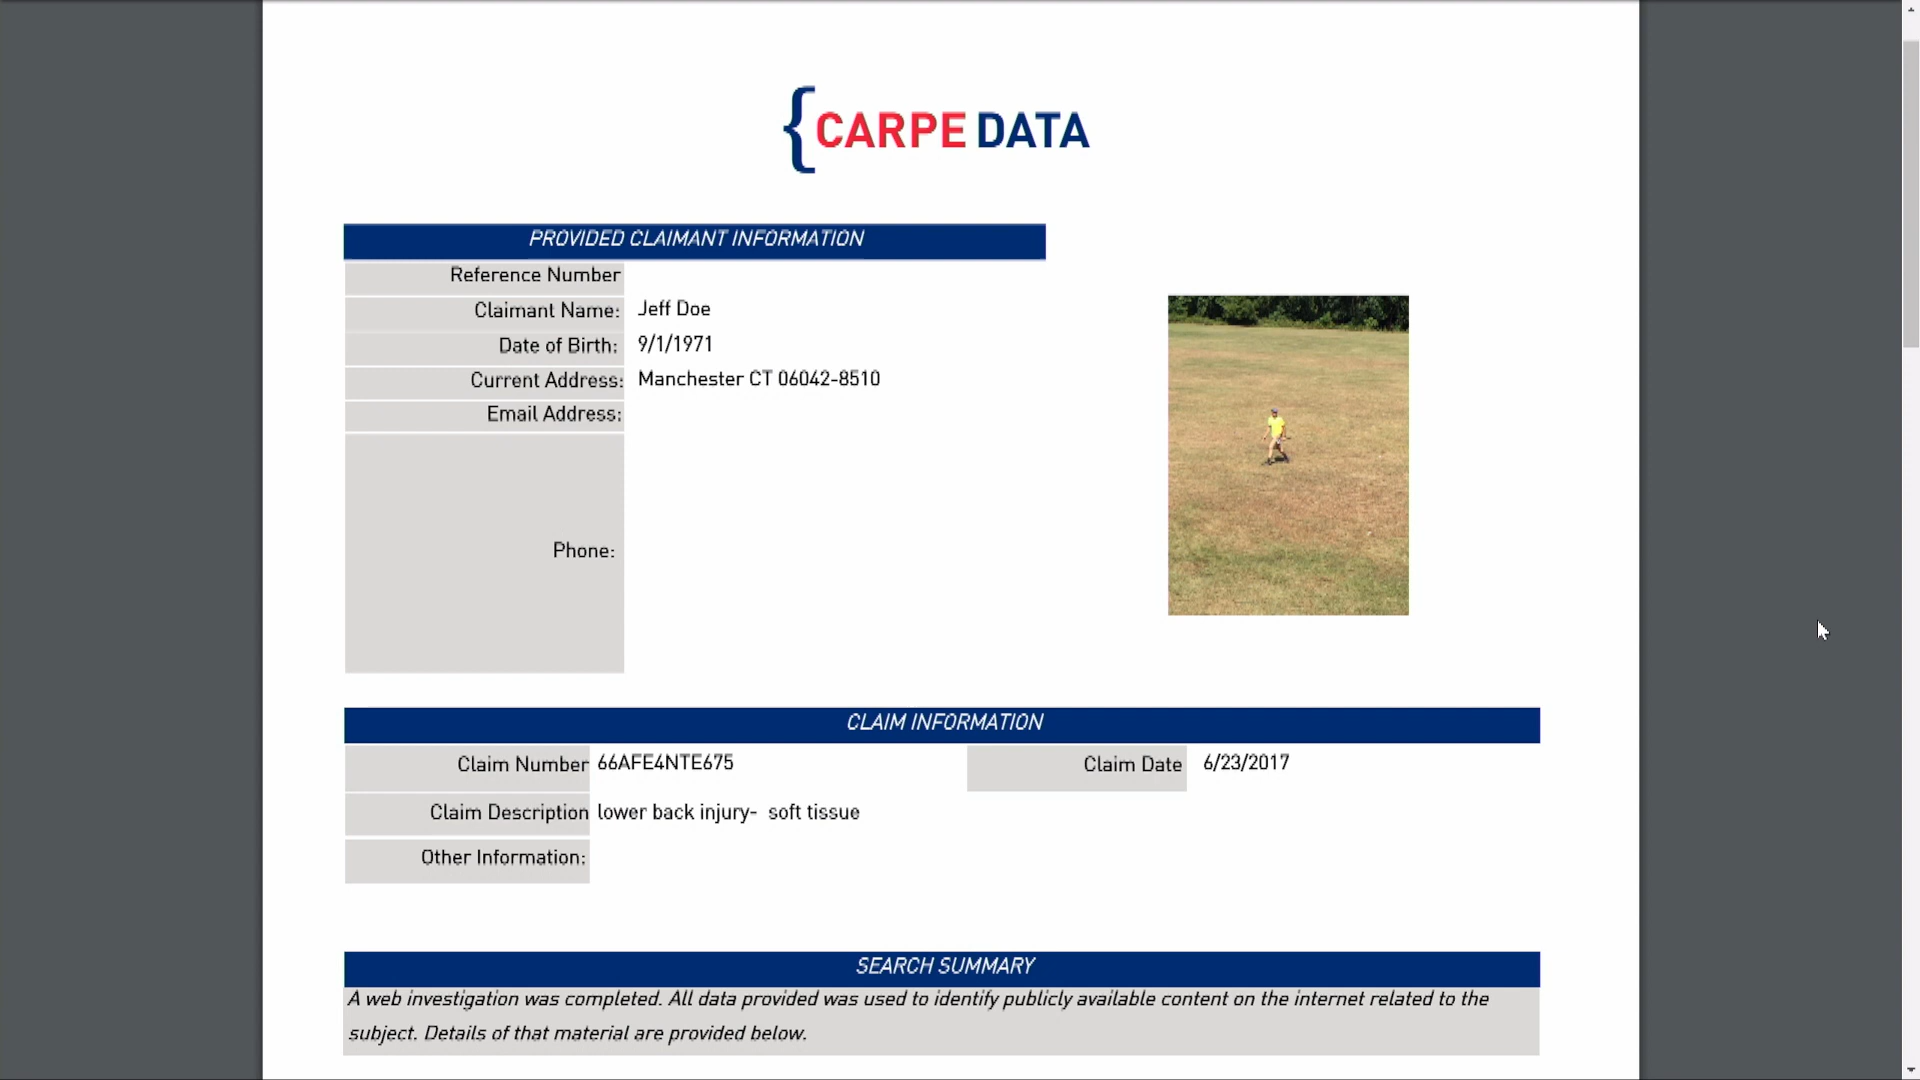 {CARPE DATA
PROVIDED CLAIMANT INFORMATION
Reference Number
Claimant Name: Jeff Doe
Date of Birth: 9/1/1971
Current Address: Manchester CT 06042-8510
Email Address:
Phone:
CLAIM INFORMATION
Claim Number 66AFE4NTE675 Claim Date 6/23/2017
Claim Description lower back injury- soft tissue
Other Information:
SEARCH SUMMARY
A web investigation was completed. All data provided was used to identify publicly available content on the internet related to the
subject. Details of that material are provided below.